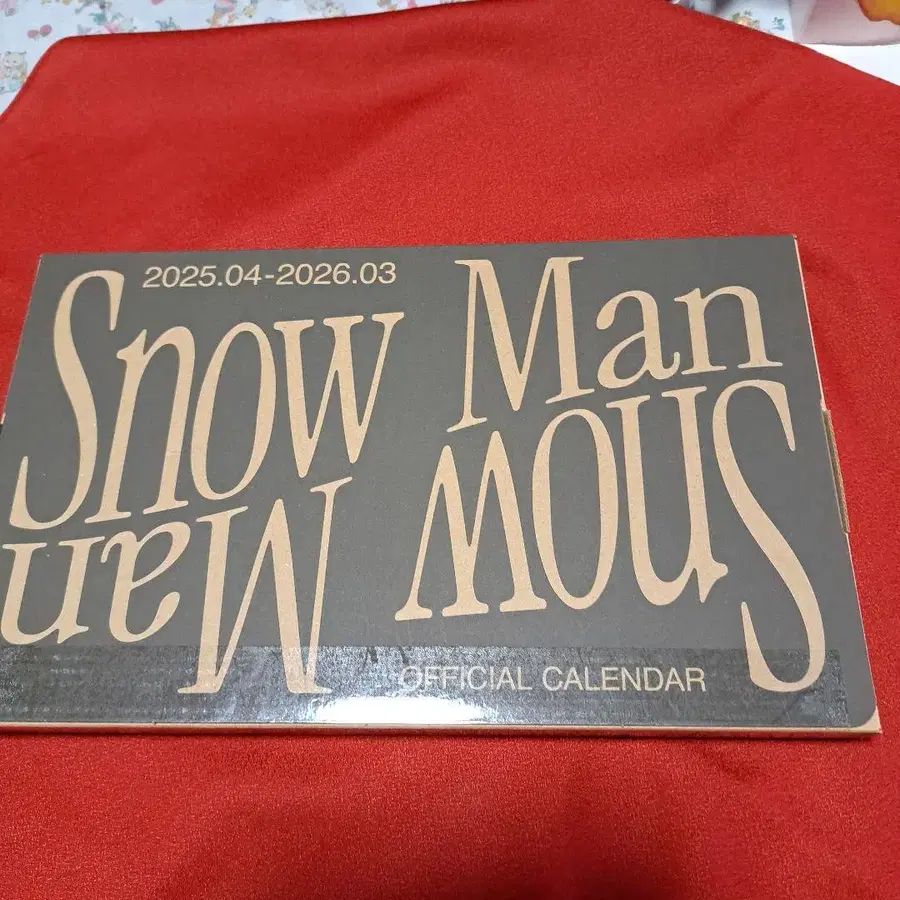 2025.04-2026.03
Snow Man
Snow Man
OFFICIAL CALENDAR